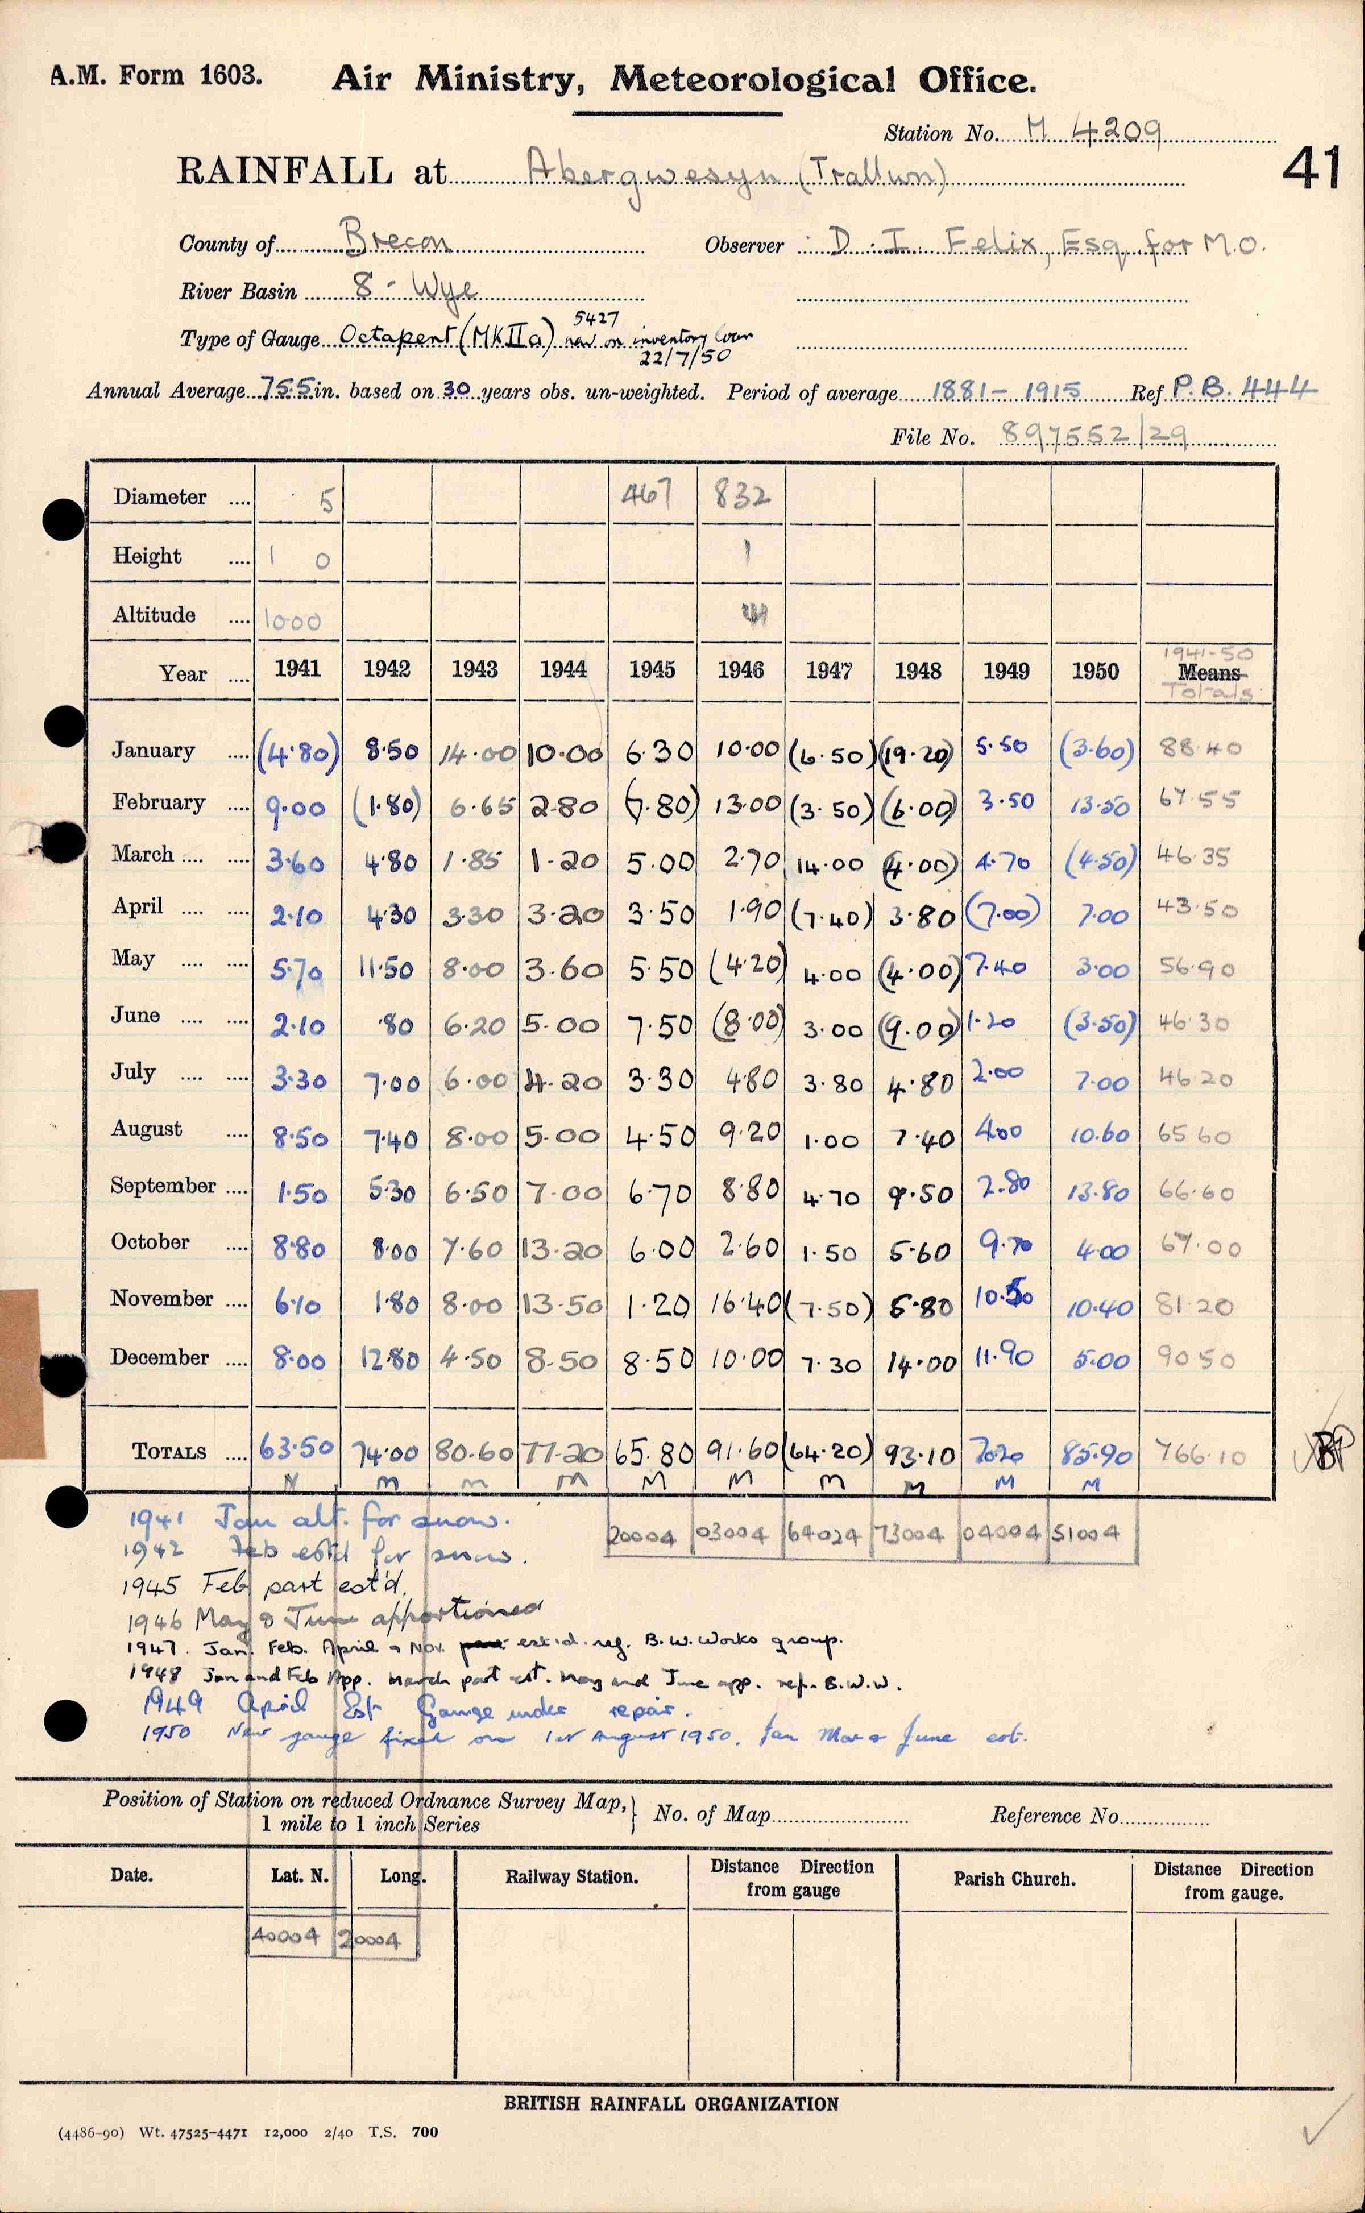 A.M. Form 1603. Air Ministry, Meteorological Office.
Station No. M 4209
41
RAINFALL at Abergwesyn (Trallwn)
County of Brecon Observer D. I. Felix, Esq for M.O.
River Basin 8 - Wye
Type of Gauge Octapent (MKIIa) new on inventory loan 5427
22/7/50
Annual Average 75.5 in. based on 30 years obs. un-weighted. Period of average 1881-1915 Ref P.B. 444
File No. 897552/29
Diameter .... 5 467 832
Height .... 1 0 1
Altitude .... 1000
1941-50
Year .... 1941 1942 1943 1944 1945 1946 1947 1948 1949 1950 Means
Totals
January .... (4.80) 8.50 14.00 10.00 6.30 10.00 (6.50) (19.20) 5.50 (3.60) 88.40
February .... 9.00 (1.80) 6.65 2.80 (7.80) 13.00 (3.50) (6.00) 3.50 13.50 67.55
March .... .... 3.60 4.80 1.85 1.20 5.00 2.70 14.00 (4.00) 4.70 (4.50) 46.35
April .... .... 2.10 4.30 3.30 3.20 3.50 1.90 (7.40) 3.80 (7.00) 7.00 43.50
May .... .... 5.70 11.50 8.00 3.60 5.50 (4.20) 4.00 (4.00) 7.40 3.00 56.90
June .... .... 2.10 .80 6.20 5.00 7.50 (8.00) 3.00 (9.00) 1.20 (3.50) 46.30
July .... .... 3.30 7.00 6.00 4.20 3.30 4.80 3.80 4.80 2.00 7.00 46.20
August .... 8.50 7.40 8.00 5.00 4.50 9.20 1.00 7.40 4.00 10.60 65.60
September .... 1.50 5.30 6.50 7.00 6.70 8.80 4.70 9.50 2.80 13.80 66.60
October .... 8.80 8.00 7.60 13.20 6.00 2.60 1.50 5.60 9.70 4.00 67.00
November .... 6.10 1.80 8.00 13.50 1.20 16.40 (7.50) 5.80 10.50 10.40 81.20
December .... 8.00 12.80 4.50 8.50 8.50 10.00 7.30 14.00 11.90 5.00 90.50
TOTALS .... 63.50 74.00 80.60 77.20 65.80 91.60 (64.20) 93.10 70.20 85.90 766.10
M M M M M M M M M M
20004 03004 64024 73004 04004 51004
1941 Jan alt. for snow.
1942 Feb est'd for snow.
1945 Feb part est'd.
1946 May & June apportioned
1947. Jan. Feb. April & Nov. part est'd. ref. B.W. Works group.
1948 Jan and Feb App. March part est. May and June app. ref. B.W.W.
1949 April Est Gauge under repair.
1950 New gauge fixed on 1st August 1950. Jan Mar & June est.
Position of Station on reduced Ordnance Survey Map, 1 mile to 1 inch Series } No. of Map Reference No
Date. Lat. N. Long. Railway Station. Distance Direction from gauge Parish Church. Distance Direction from gauge.
40004 20004
BRITISH RAINFALL ORGANIZATION
(4486-90) Wt. 47525-4471 12,000 2/40 T.S. 700